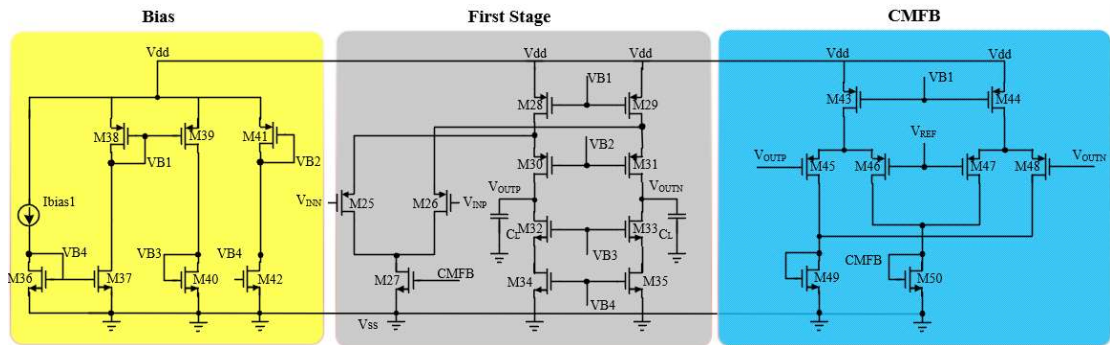 Bias
First Stage
CMFB
Vdd
Vdd
Vdd
Vdd
Vdd
M38
M39
M41
VB1
VB2
Ibias1
VB4
VB3
VB4
M36
M37
M40
M42
VB1
M28
M29
VB2
M30
M31
VINN
M25
M26
VINP
VOUTP
VOUTN
CL
M32
M33
CL
VB3
M27
CMFB
M34
M35
VB4
Vss
VB1
M43
M44
VREF
VOUTP
M45
M46
M47
M48
VOUTN
CMFB
M49
M50